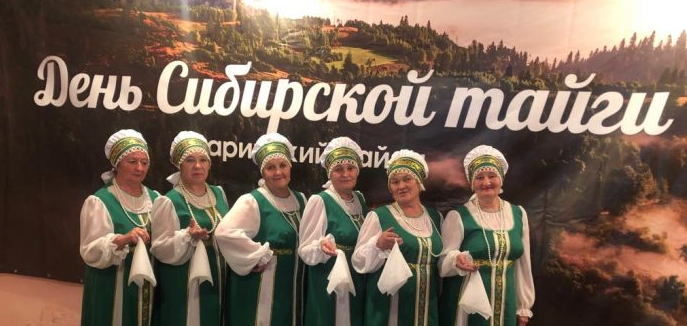 День Сибирской тайги